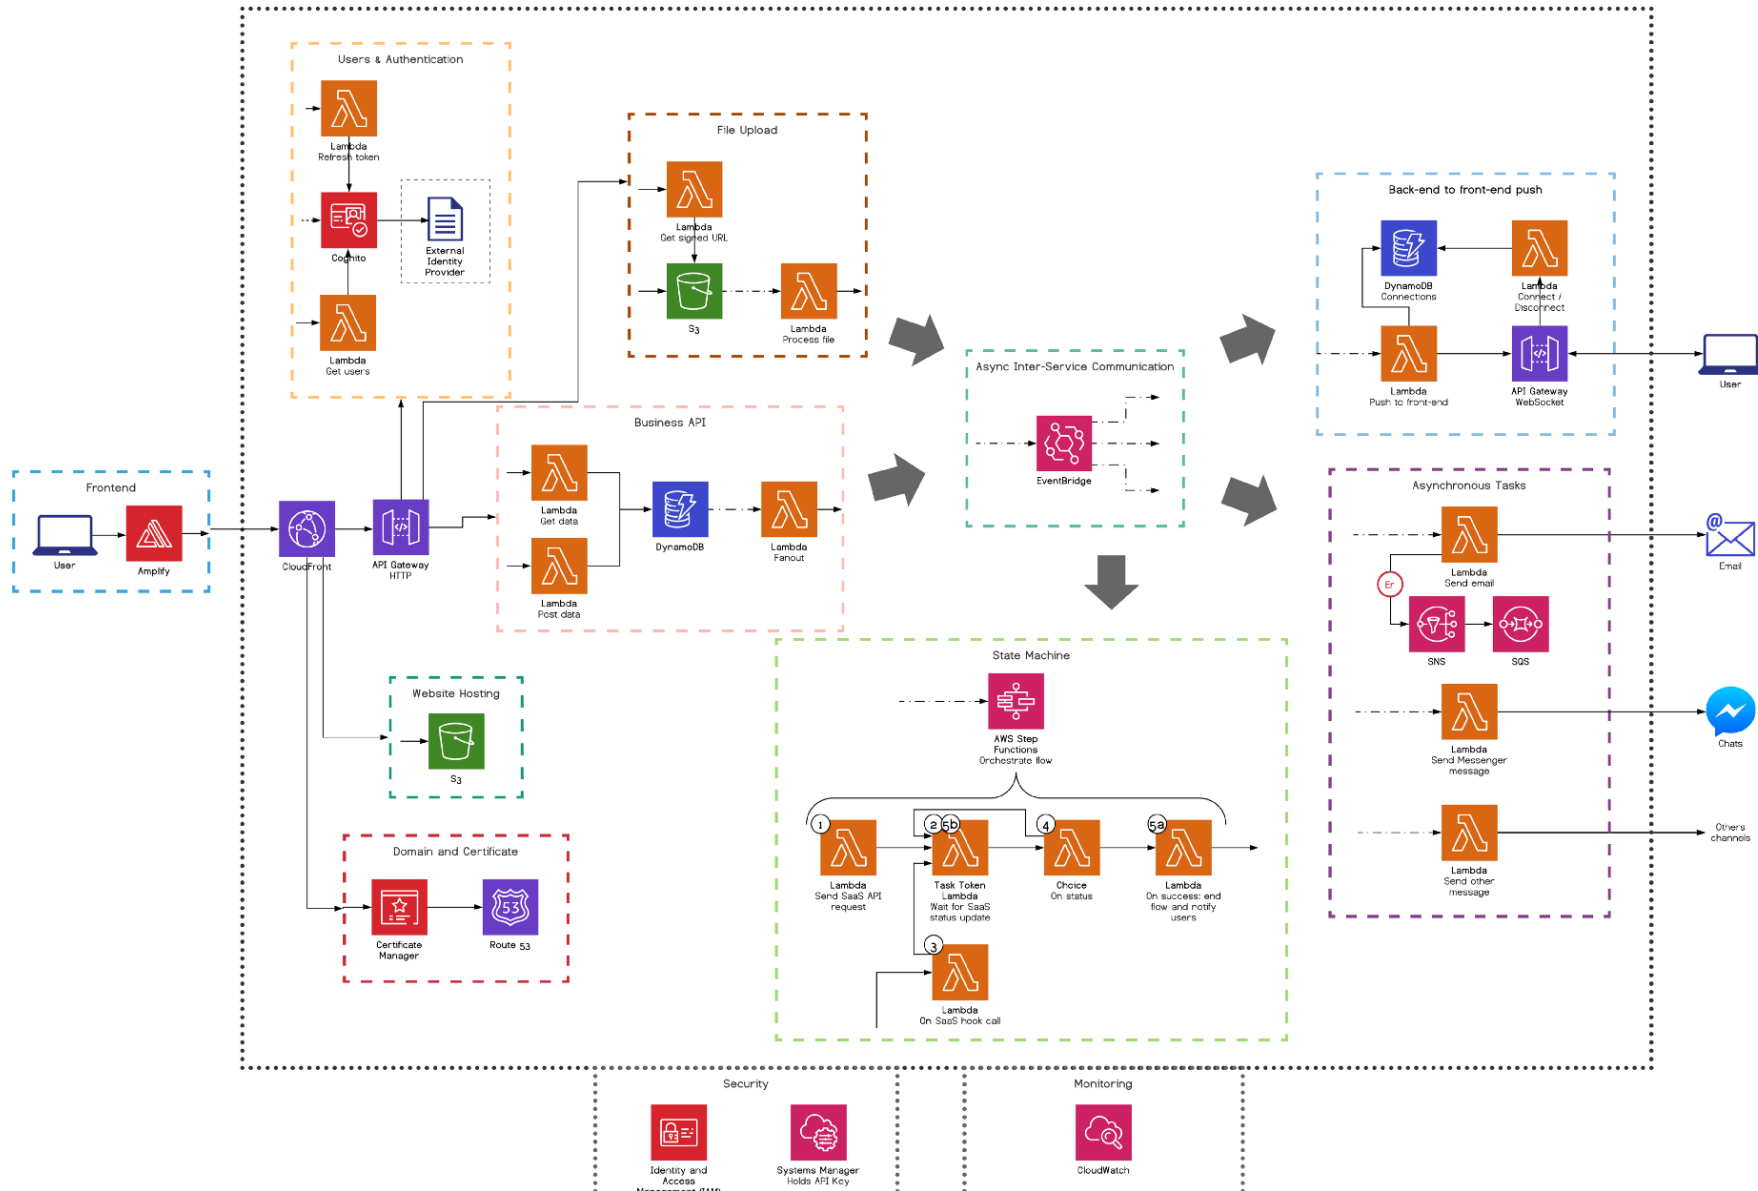 Users & Authentication
Lambda
Refresh token
Cognito
External
Identity
Provider
Lambda
Get users
File Upload
Lambda
Get signed URL
S3
Lambda
Process file
Business API
Lambda
Get data
Lambda
Post data
DynamoDB
Lambda
Fanout
Frontend
User
Amplify
CloudFront
API Gateway
HTTP
Website Hosting
S3
Domain and Certificate
Certificate
Manager
53
Route 53
Async Inter-Service Communication
EventBridge
Back-end to front-end push
DynamoDB
Connections
Lambda
Connect /
Disconnect
Lambda
Push to front-end
API Gateway
WebSocket
User
Asynchronous Tasks
Lambda
Send email
Er
SNS
SQS
@
Email
Lambda
Send Messenger
message
Chats
Lambda
Send other
message
Others
channels
State Machine
AWS Step
Functions
Orchestrate flow
1
Lambda
Send SaaS API
request
2
5b
Task Token
Lambda
Wait for SaaS
status update
4
Choice
On status
5a
Lambda
On success: end
flow and notify
users
3
Lambda
On SaaS hook call
Security
Identity and
Access
Management (IAM)
Systems Manager
Holds API Key
Monitoring
CloudWatch